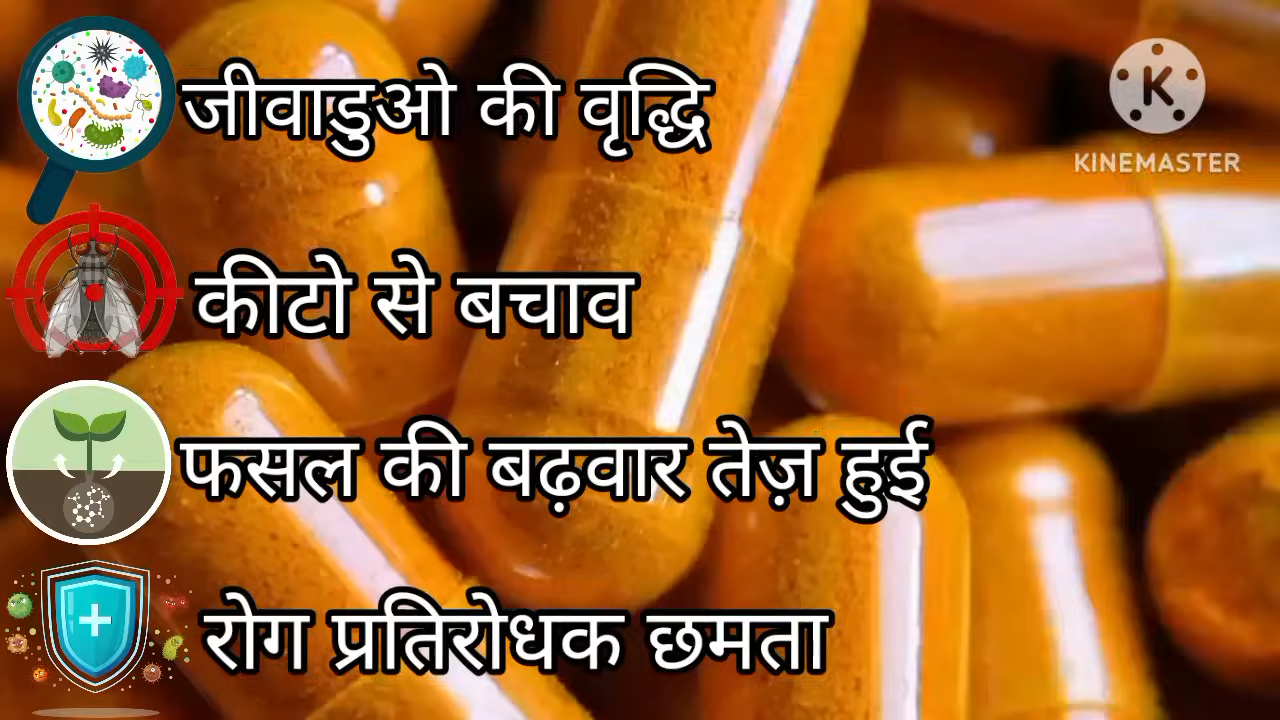 जीवाडुओ की वृद्धि
KINEMASTER
कीटो से बचाव
फसल की बढ़वार तेज़ हुई
रोग प्रतिरोधक छमता